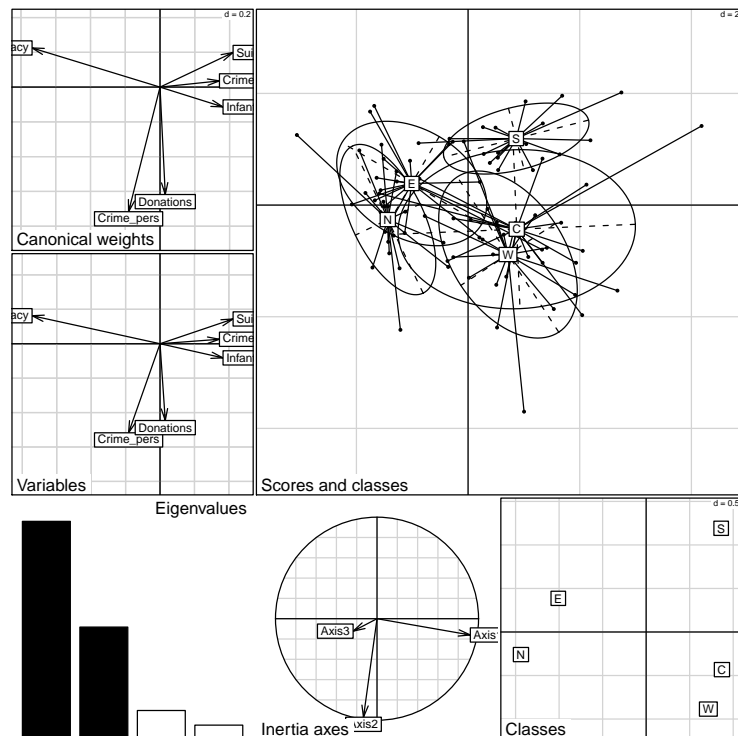 d = 0.2
acy
Sui
Crime
Infan
Donations
Crime_pers
Canonical weights
d = 2
S
E
N
C
W
Scores and classes
acy
Sui
Crime
Infant
Donations
Crime_pers
Variables
Eigenvalues
Axis3
Axis
Axis2
Inertia axes
d = 0.5
S
E
N
C
W
Classes